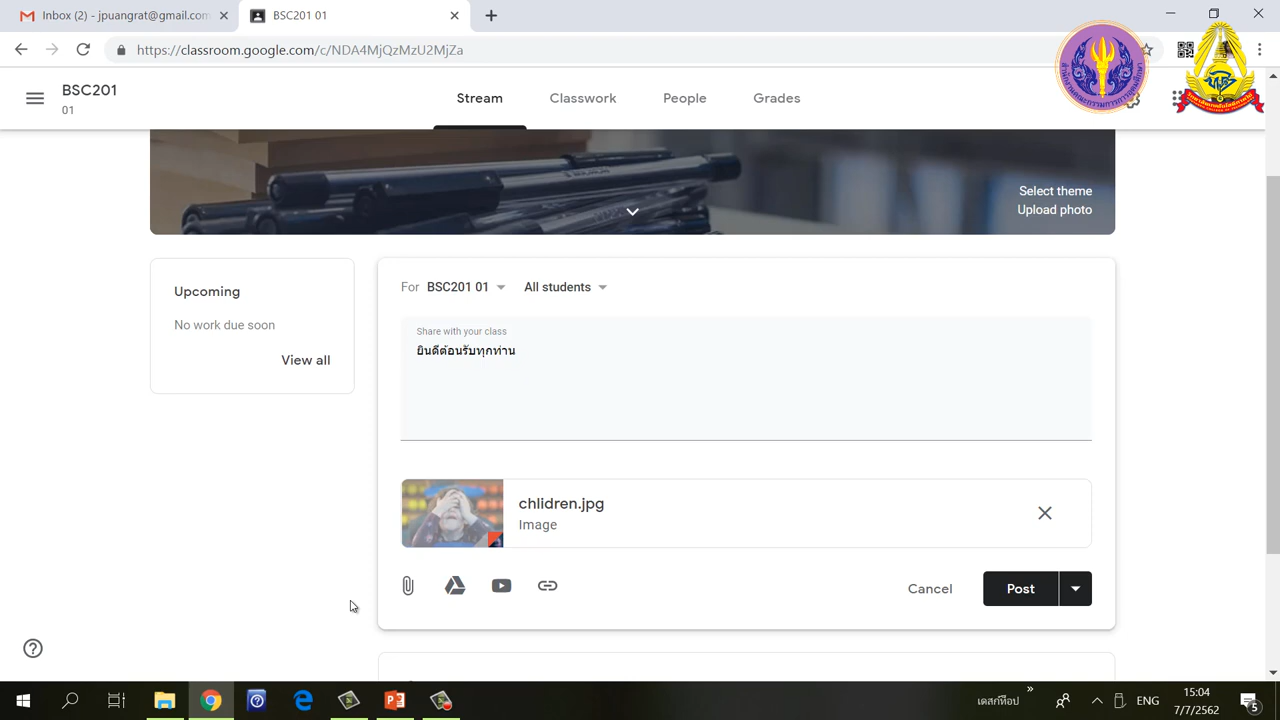 Inbox (2) - jpuangrat@gmail.com
BSC201 01
https://classroom.google.com/c/NDA4MjQzMzU2MjZa
BSC201
01
Stream
Classwork
People
Grades
Select theme
Upload photo
Upcoming
No work due soon
View all
For BSC201 01 All students
Share with your class
ยินดีต้อนรับทุกท่าน
chlidren.jpg
Image
Cancel
Post
เดสก์ท็อป
ENG
15:04
7/7/2562
5